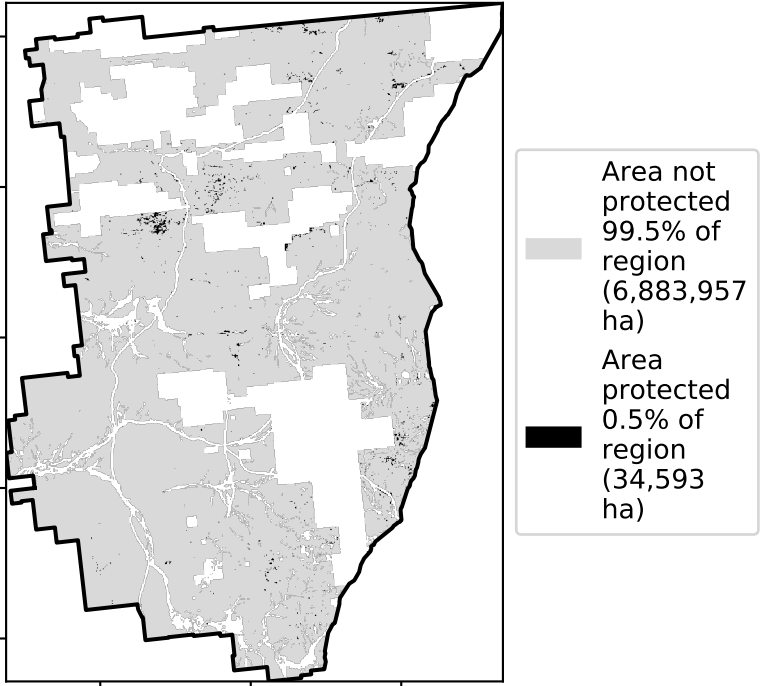 Area not
protected
99.5% of
region
(6,883,957
ha)
Area
protected
0.5% of
region
(34,593
ha)